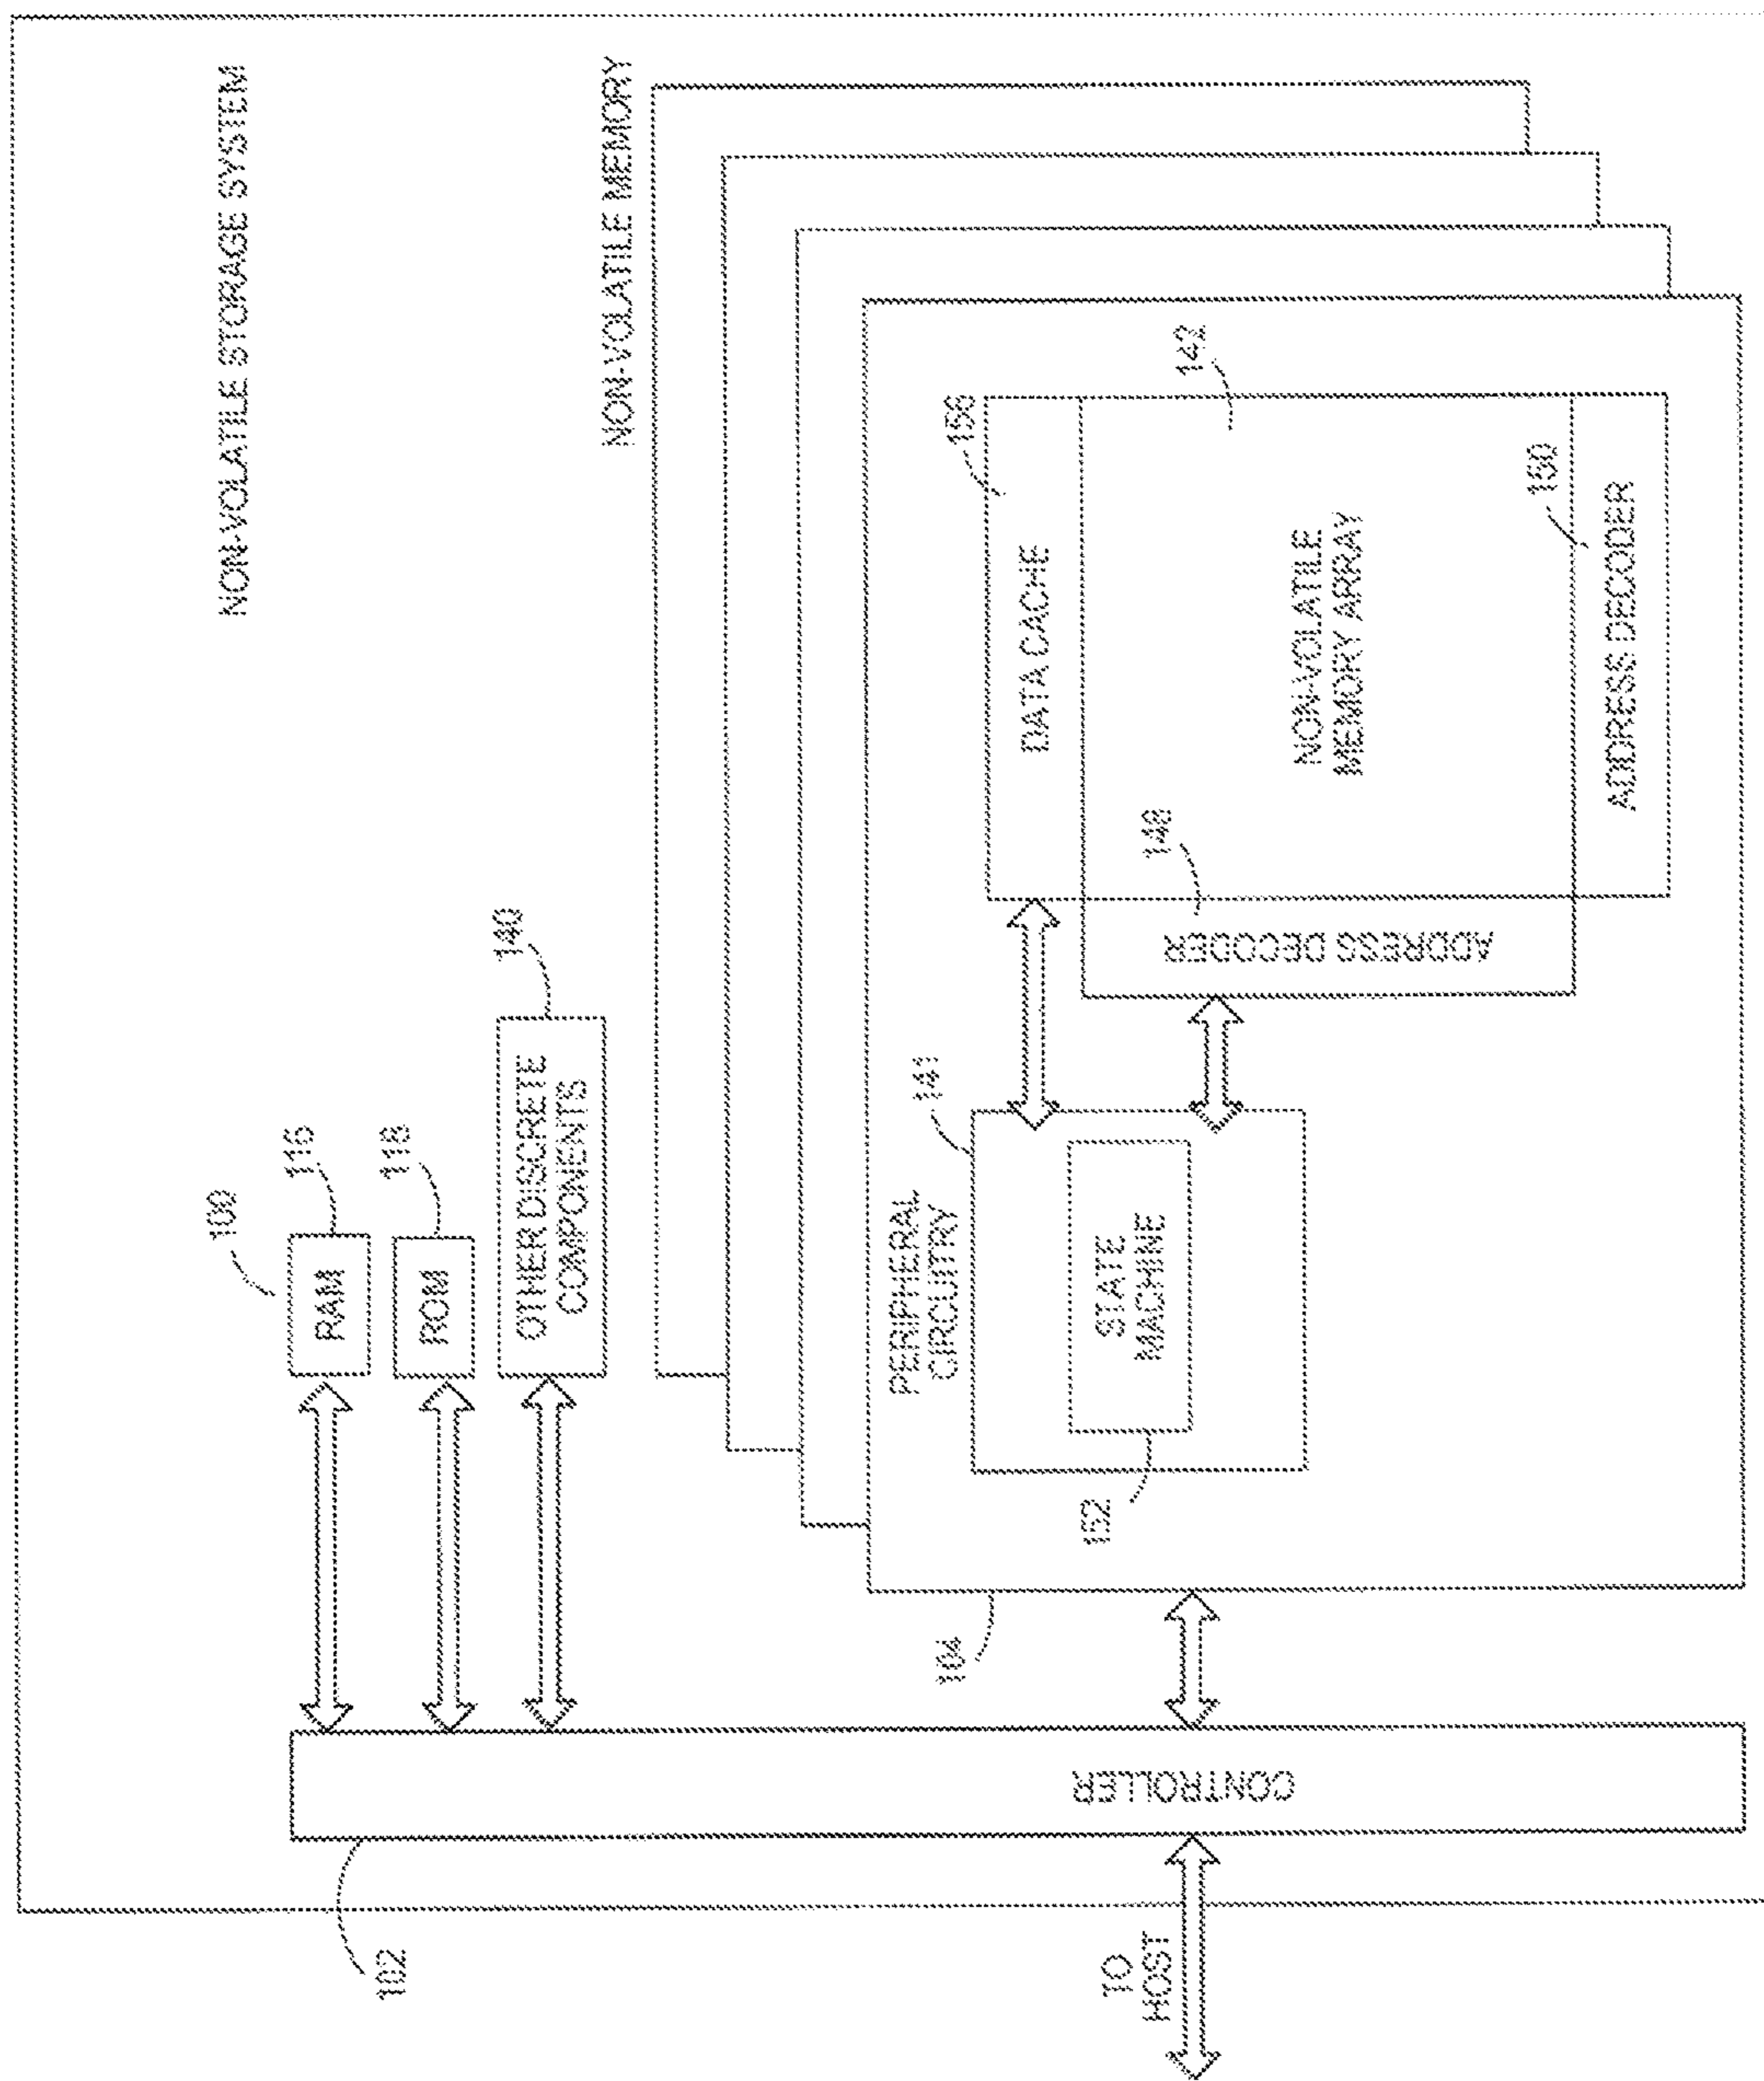 NON-VOLATILE STORAGE SYSTEM
100
RAM
116
ROM
118
OTHER DISCRETE
COMPONENTS
140
NON-VOLATILE MEMORY
PERIPHERAL
CIRCUITRY
141
STATE
MACHINE
152
DATA CACHE
156
NON-VOLATILE
MEMORY ARRAY
142
ADDRESS DECODER
148
ADDRESS DECODER
150
104
CONTROLLER
102
TO
HOST